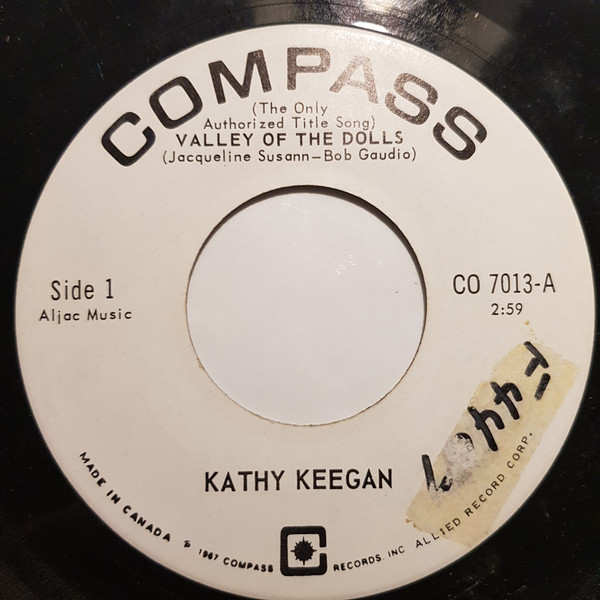 COMPASS
(The Only
Authorized Title Song)
VALLEY OF THE DOLLS
(Jacqueline Susann—Bob Gaudio)
Side 1
Aljac Music
CO 7013-A
2:59
KATHY KEEGAN
MADE IN CANADA ℗ 1967 COMPASS RECORDS, INC ALLIED RECORD CORP.